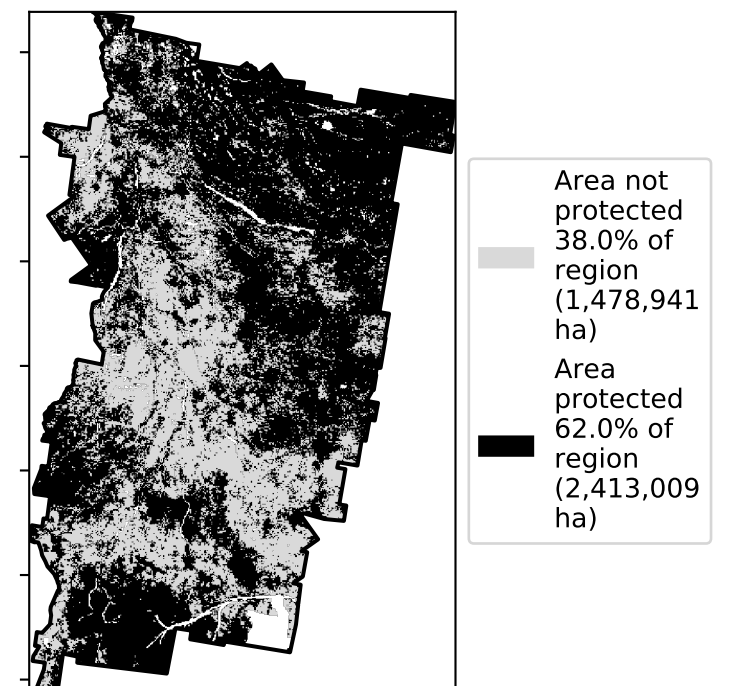 Area not
protected
38.0% of
region
(1,478,941
ha)
Area
protected
62.0% of
region
(2,413,009
ha)